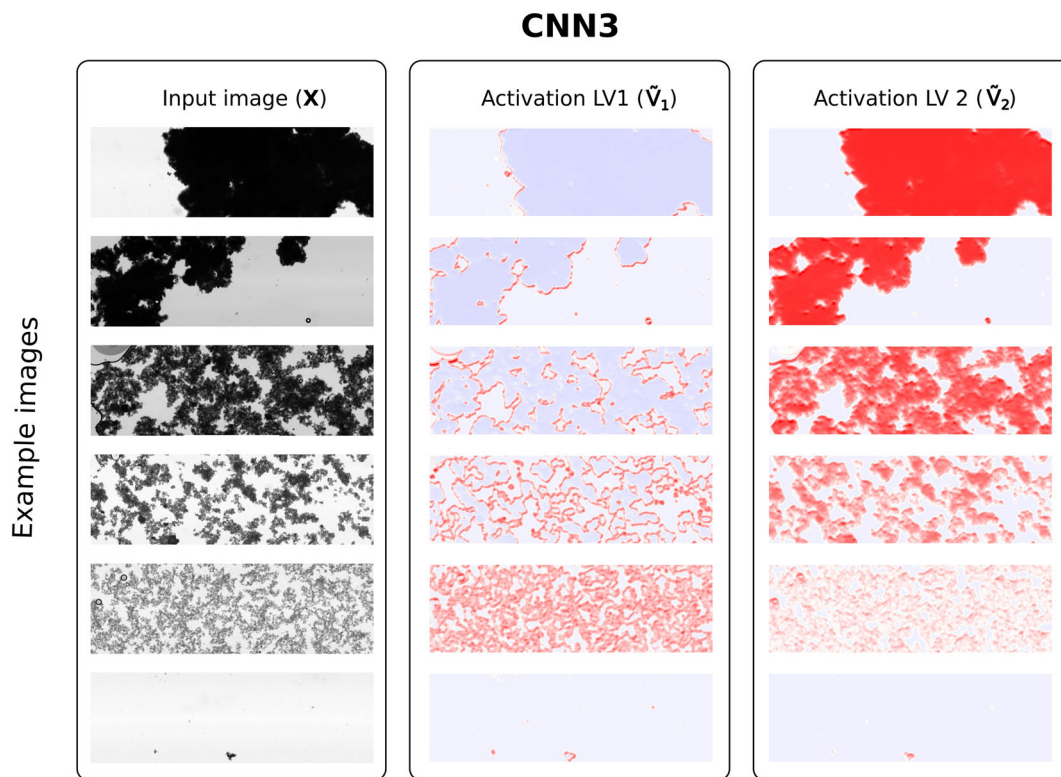 CNN3
Input image (X)
Activation LV1 (Ṽ₁)
Activation LV 2 (Ṽ₂)
Example images